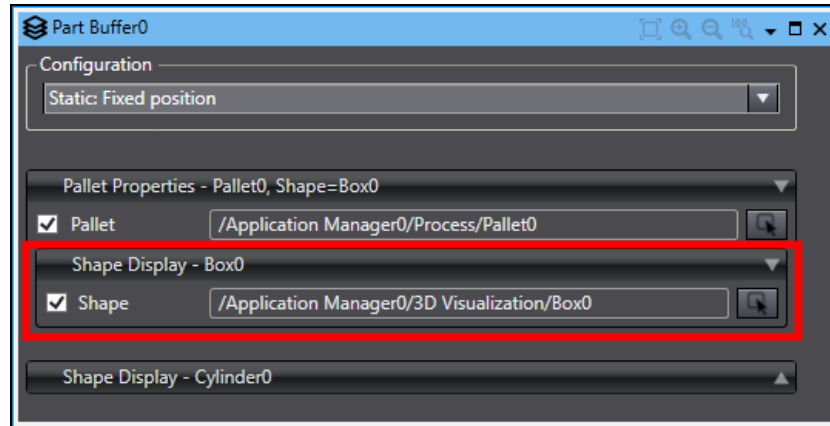 Part Buffer0
Configuration
Static: Fixed position
Pallet Properties - Pallet0, Shape=Box0
Pallet /Application Manager0/Process/Pallet0
Shape Display - Box0
Shape /Application Manager0/3D Visualization/Box0
Shape Display - Cylinder0